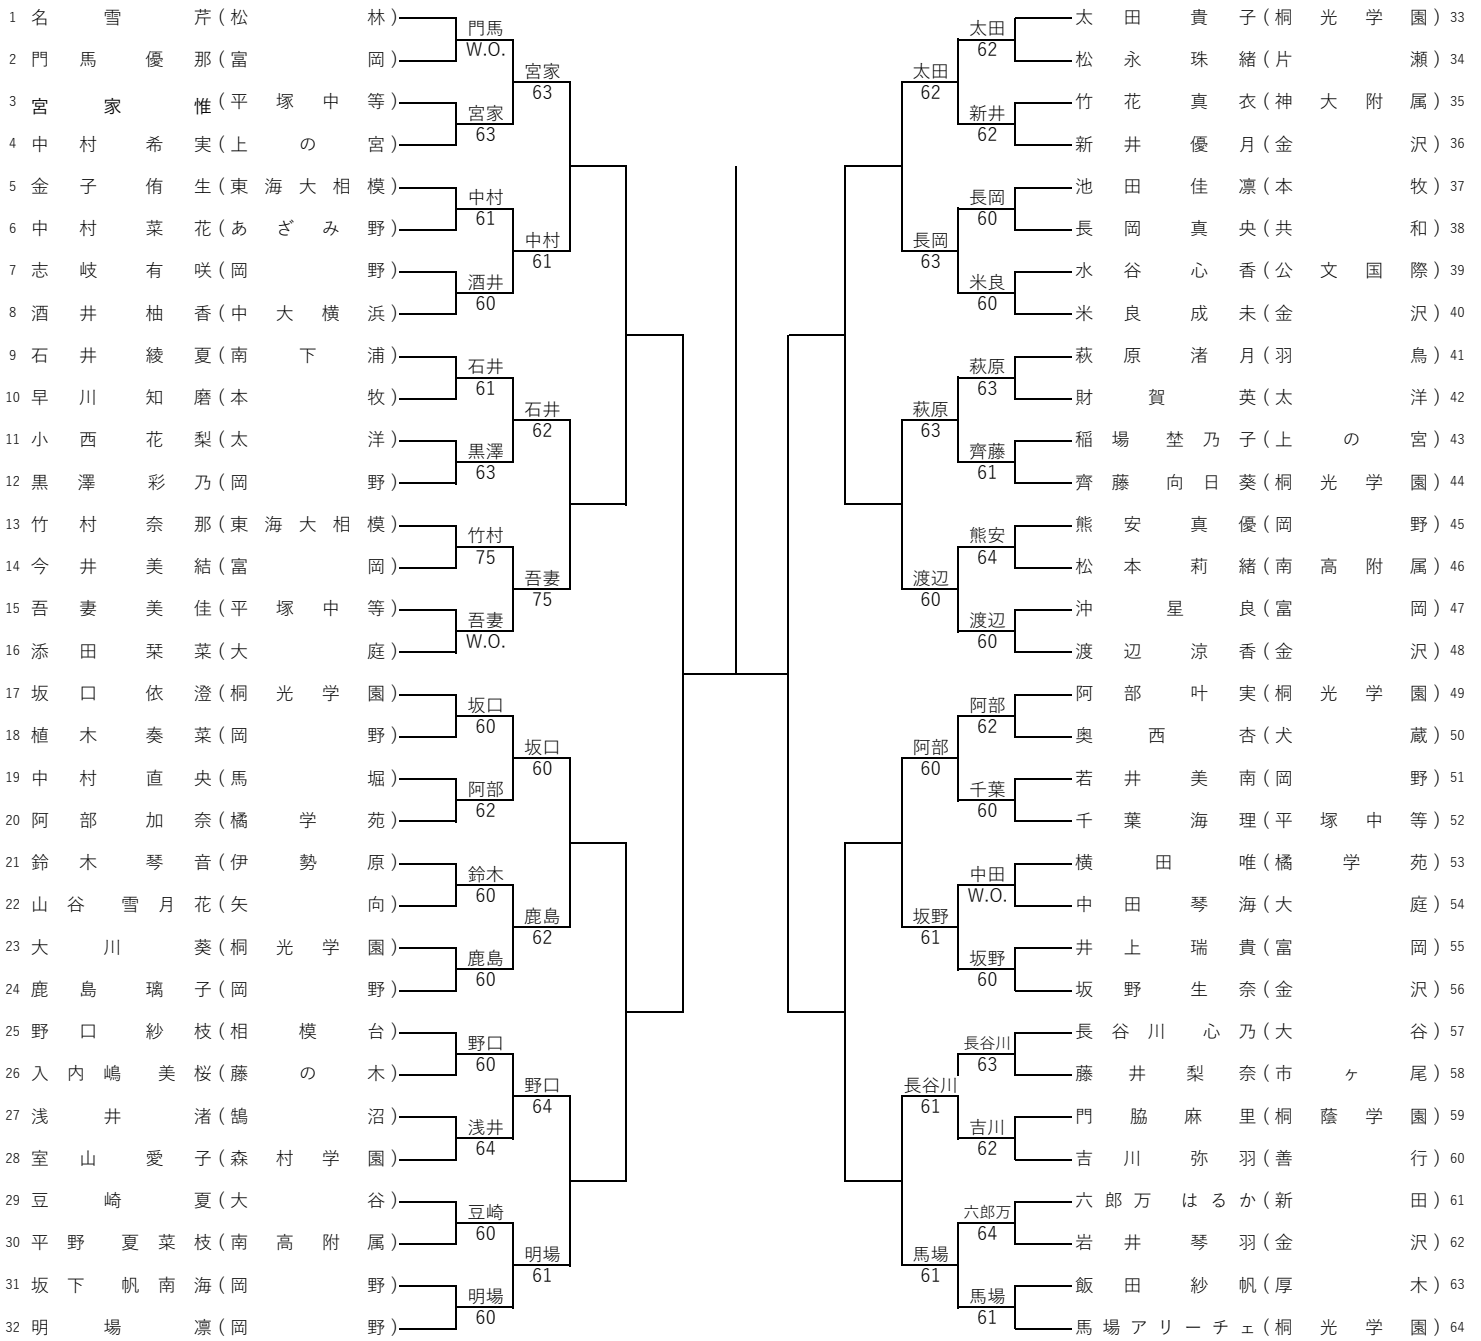 1 名雪芹(松林)
2 門馬優那(富岡)
3 宮家惟(平塚中等)
4 中村希実(上の宮)
5 金子侑生(東海大相模)
6 中村菜花(あざみ野)
7 志岐有咲(岡野)
8 酒井柚香(中大横浜)
9 石井綾夏(南下浦)
10 早川知磨(本牧)
11 小西花梨(太洋)
12 黒澤彩乃(岡野)
13 竹村奈那(東海大相模)
14 今井美結(富岡)
15 吾妻美佳(平塚中等)
16 添田栞菜(大庭)
17 坂口依澄(桐光学園)
18 植木奏菜(岡野)
19 中村直央(馬堀)
20 阿部加奈(橘学苑)
21 鈴木琴音(伊勢原)
22 山谷雪月花(矢向)
23 大川葵(桐光学園)
24 鹿島璃子(岡野)
25 野口紗枝(相模台)
26 入内嶋美桜(藤の木)
27 浅井渚(鵠沼)
28 室山愛子(森村学園)
29 豆崎夏(大谷)
30 平野夏菜枝(南高附属)
31 坂下帆南海(岡野)
32 明場凛(岡野)
門馬
W.O.
宮家
63
中村
61
酒井
60
石井
61
黒澤
63
竹村
75
吾妻
W.O.
坂口
60
阿部
62
鈴木
60
鹿島
60
野口
60
浅井
64
豆崎
60
明場
60
宮家
63
中村
61
石井
62
吾妻
75
坂口
60
鹿島
62
野口
64
明場
61
太田
62
長岡
63
萩原
63
渡辺
60
阿部
60
坂野
61
長谷川
61
馬場
61
太田
62
新井
62
長岡
60
米良
60
萩原
63
齊藤
61
熊安
64
渡辺
60
阿部
62
千葉
60
中田
W.O.
坂野
60
長谷川
63
吉川
62
六郎万
64
馬場
61
太田貴子(桐光学園) 33
松永珠緒(片瀬) 34
竹花真衣(神大附属) 35
新井優月(金沢) 36
池田佳凛(本牧) 37
長岡真央(共和) 38
水谷心香(公文国際) 39
米良成未(金沢) 40
萩原渚月(羽鳥) 41
財賀英(太洋) 42
稲場埜乃子(上の宮) 43
齊藤向日葵(桐光学園) 44
熊安真優(岡野) 45
松本莉緒(南高附属) 46
沖星良(富岡) 47
渡辺涼香(金沢) 48
阿部叶実(桐光学園) 49
奥西杏(犬蔵) 50
若井美南(岡野) 51
千葉海理(平塚中等) 52
横田唯(橘学苑) 53
中田琴海(大庭) 54
井上瑞貴(富岡) 55
坂野生奈(金沢) 56
長谷川心乃(大谷) 57
藤井梨奈(市ヶ尾) 58
門脇麻里(桐蔭学園) 59
吉川弥羽(善行) 60
六郎万はるか(新田) 61
岩井琴羽(金沢) 62
飯田紗帆(厚木) 63
馬場アリーチェ(桐光学園) 64